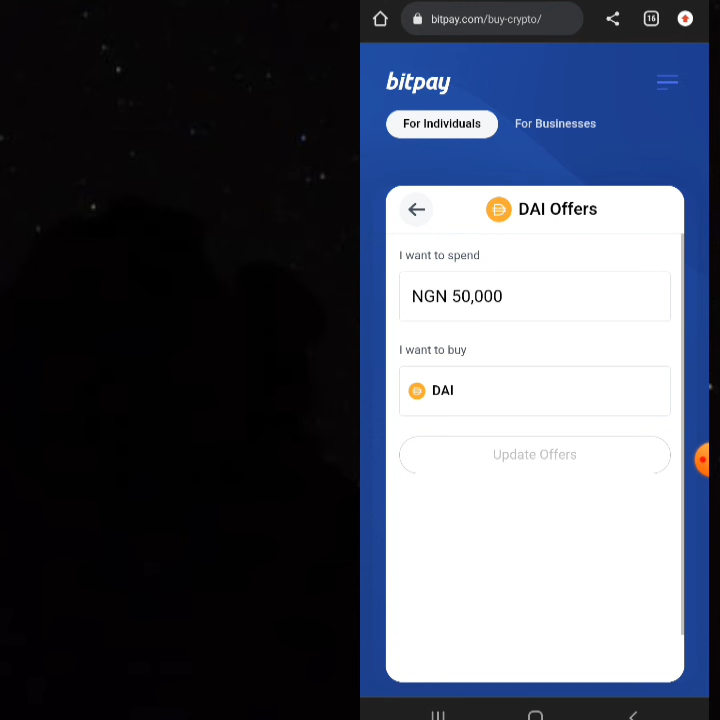 bitpay.com/buy-crypto/
16
bitpay
For Individuals
For Businesses
DAI Offers
I want to spend
NGN 50,000
I want to buy
DAI
Update Offers